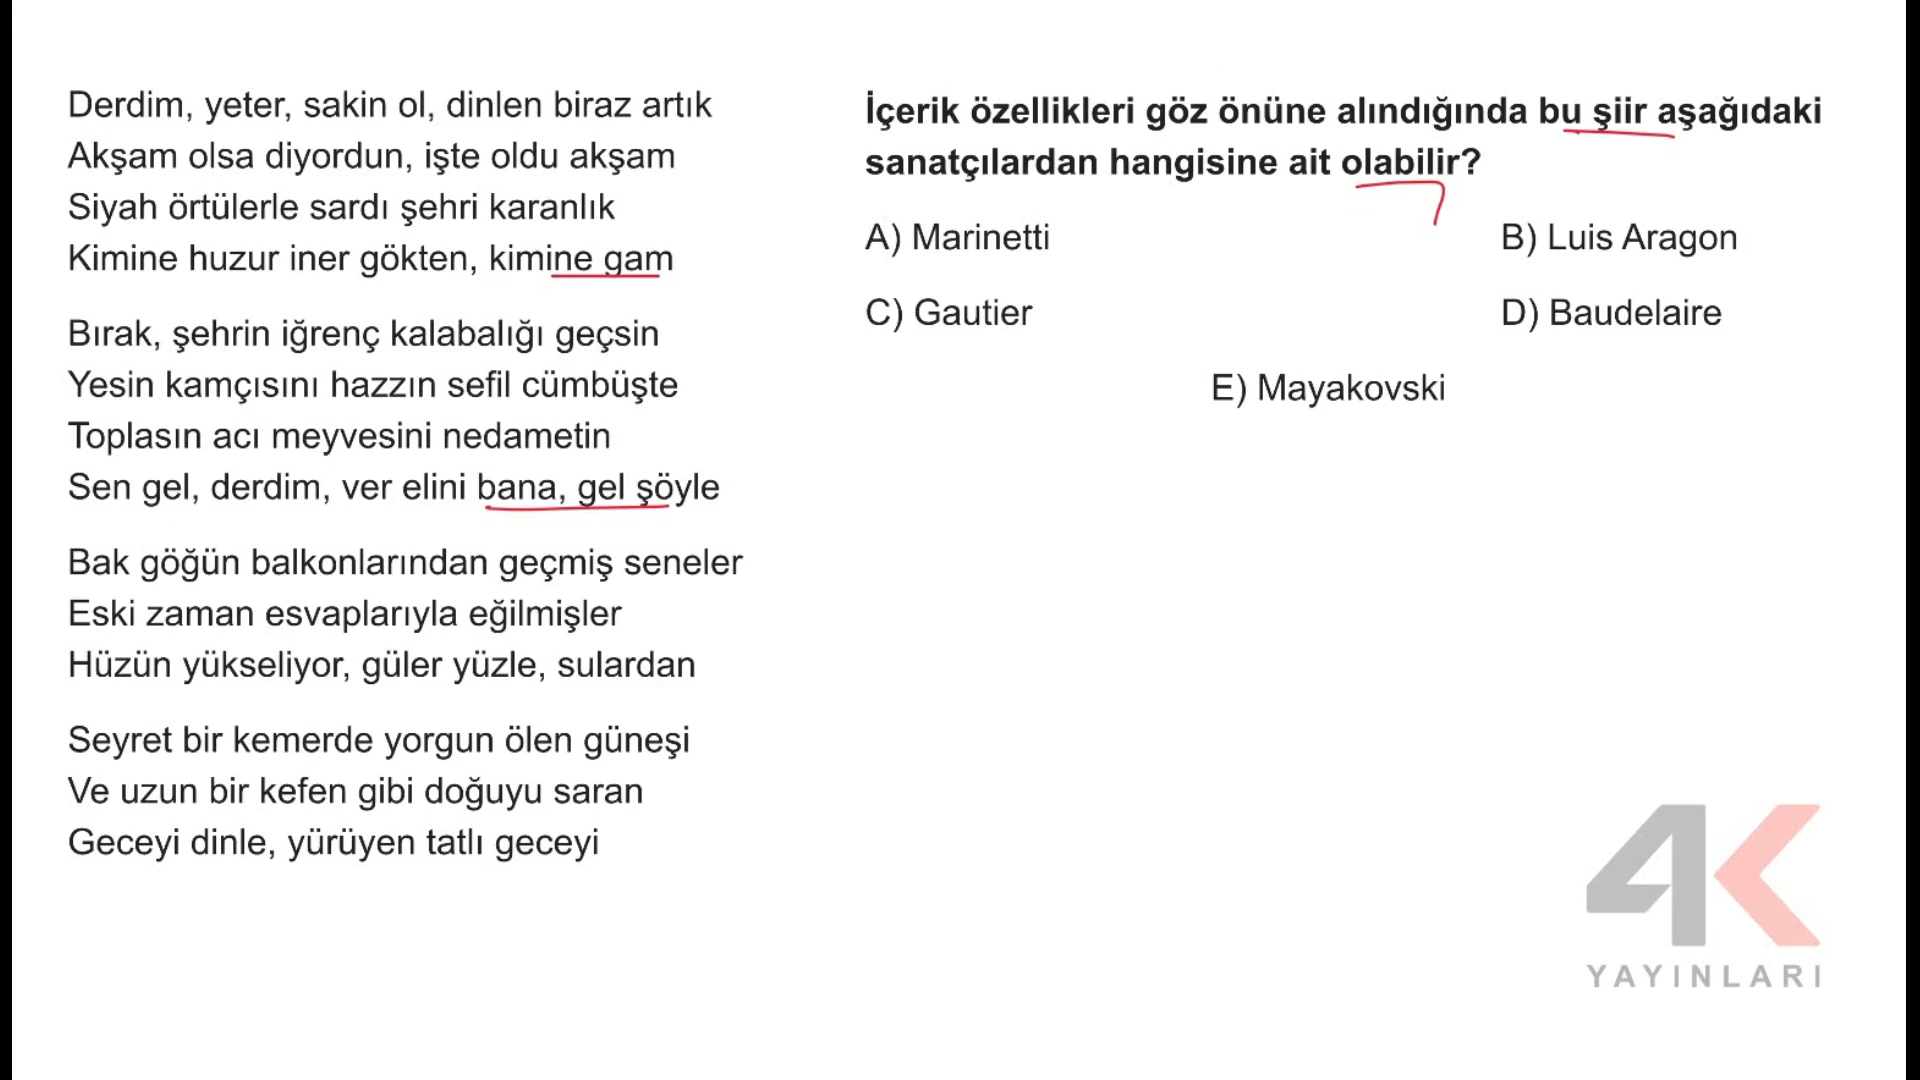 Derdim, yeter, sakin ol, dinlen biraz artık
Akşam olsa diyordun, işte oldu akşam
Siyah örtülerle sardı şehri karanlık
Kimine huzur iner gökten, kimine gam
Bırak, şehrin iğrenç kalabalığı geçsin
Yesin kamçısını hazzın sefil cümbüşte
Toplasın acı meyvesini nedametin
Sen gel, derdim, ver elini bana, gel şöyle
Bak göğün balkonlarından geçmiş seneler
Eski zaman esvaplarıyla eğilmişler
Hüzün yükseliyor, güler yüzle, sulardan
Seyret bir kemerde yorgun ölen güneşi
Ve uzun bir kefen gibi doğuyu saran
Geceyi dinle, yürüyen tatlı geceyi
İçerik özellikleri göz önüne alındığında bu şiir aşağıdaki
sanatçılardan hangisine ait olabilir?
A) Marinetti
B) Luis Aragon
C) Gautier
D) Baudelaire
E) Mayakovski
4K
YAYINLARI